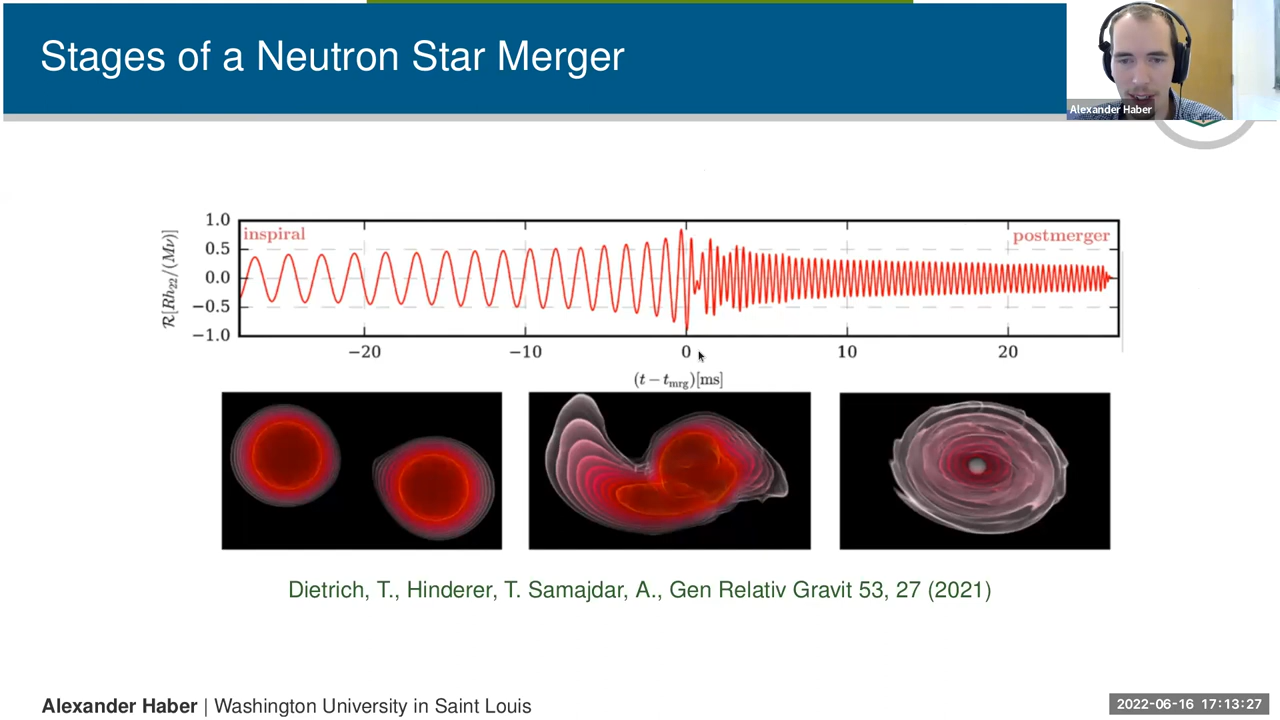 Stages of a Neutron Star Merger
Alexander Haber
inspiral
postmerger
1.0
0.5
0.0
−0.5
−1.0
ℛ[Rh₂₂/(Mν)]
−20 −10 0 10 20
(t − tₘᵣg)[ms]
Dietrich, T., Hinderer, T. Samajdar, A., Gen Relativ Gravit 53, 27 (2021)
Alexander Haber | Washington University in Saint Louis
2022-06-16 17:13:27